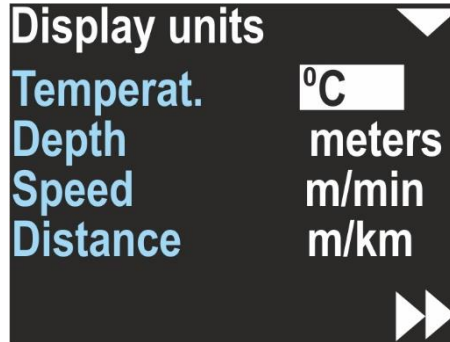 Display units
Temperat. ⁰C
Depth meters
Speed m/min
Distance m/km